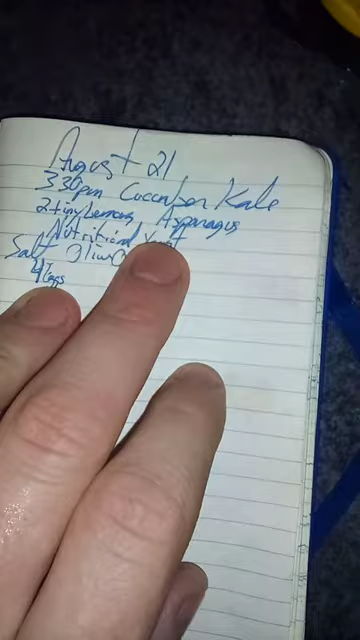 August 21
330pm Cucumber Kale
2 tiny Lemons Asparagus
Nutritional Yeast
Salt Olive
4 Eggs